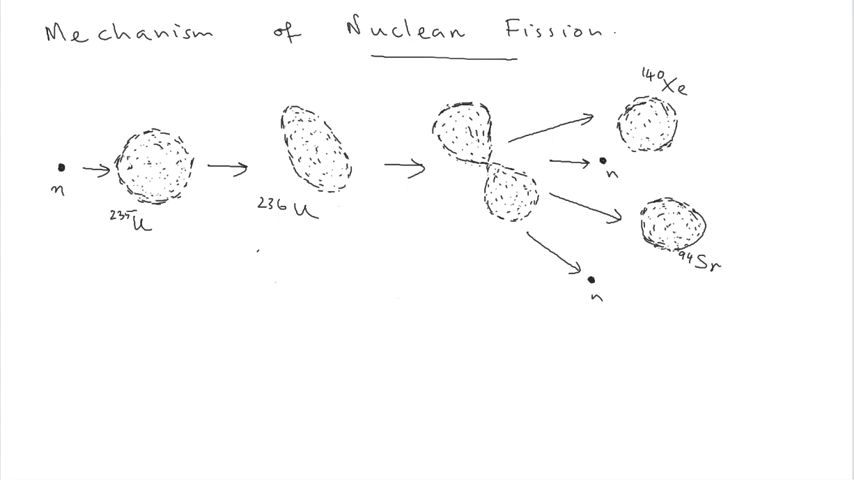 Mechanism of Nuclear Fission.
n
²³⁵U
²³⁶U
¹⁴⁰Xe
n
⁹⁴Sr
n